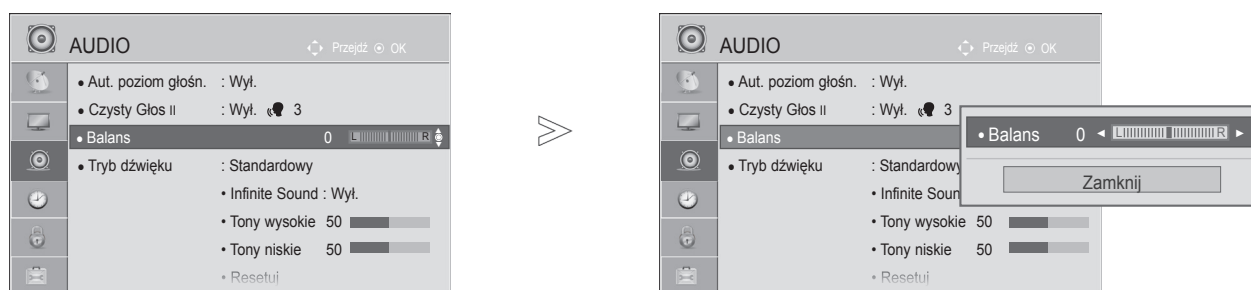 AUDIO Przejdź OK
• Aut. poziom głośn. : Wył.
• Czysty Głos II : Wył. 3
• Balans 0 L R
• Tryb dźwięku : Standardowy
• Infinite Sound : Wył.
• Tony wysokie 50
• Tony niskie 50
• Resetuj
AUDIO Przejdź OK
• Aut. poziom głośn. : Wył.
• Czysty Głos II : Wył. 3
• Balans
• Tryb dźwięku : Standardowy
• Infinite Soun
• Tony wysokie 50
• Tony niskie 50
• Resetuj
• Balans 0 ◄ L R ►
Zamknij